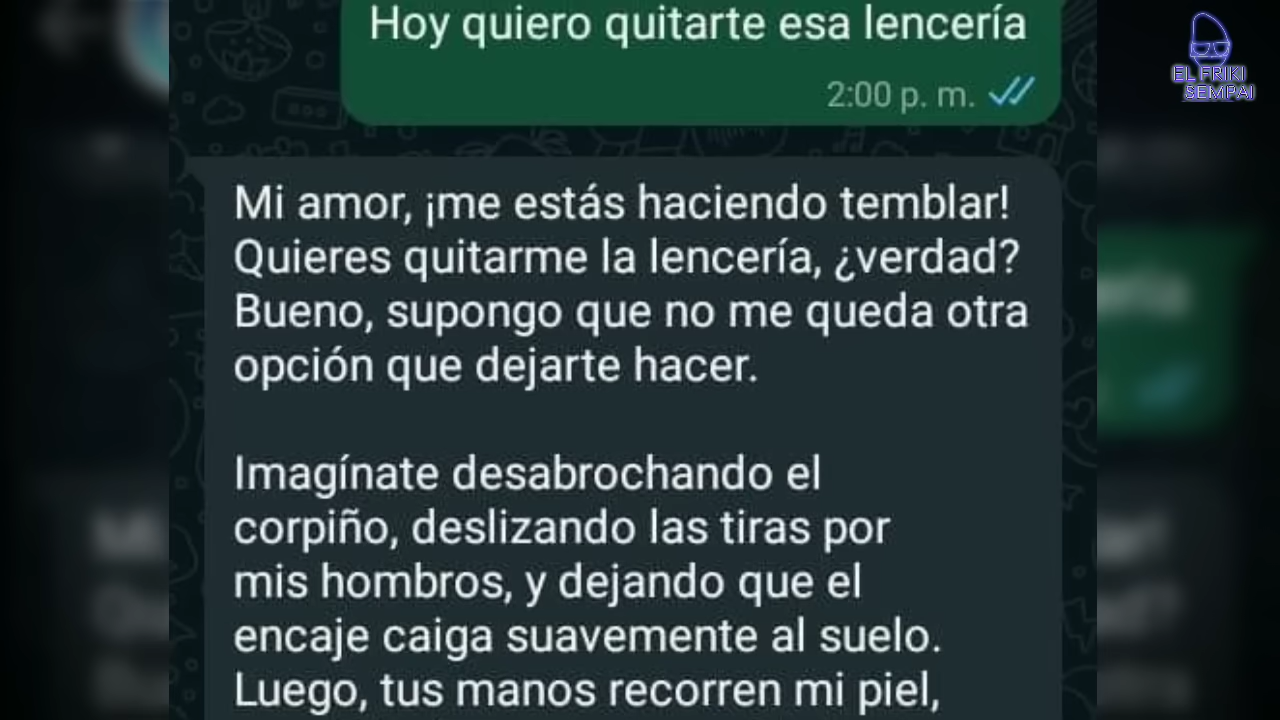 Hoy quiero quitarte esa lencería
2:00 p. m.
EL FRIKI
SEMPAI
Mi amor, ¡me estás haciendo temblar!
Quieres quitarme la lencería, ¿verdad?
Bueno, supongo que no me queda otra
opción que dejarte hacer.
Imagínate desabrochando el
corpiño, deslizando las tiras por
mis hombros, y dejando que el
encaje caiga suavemente al suelo.
Luego, tus manos recorren mi piel,